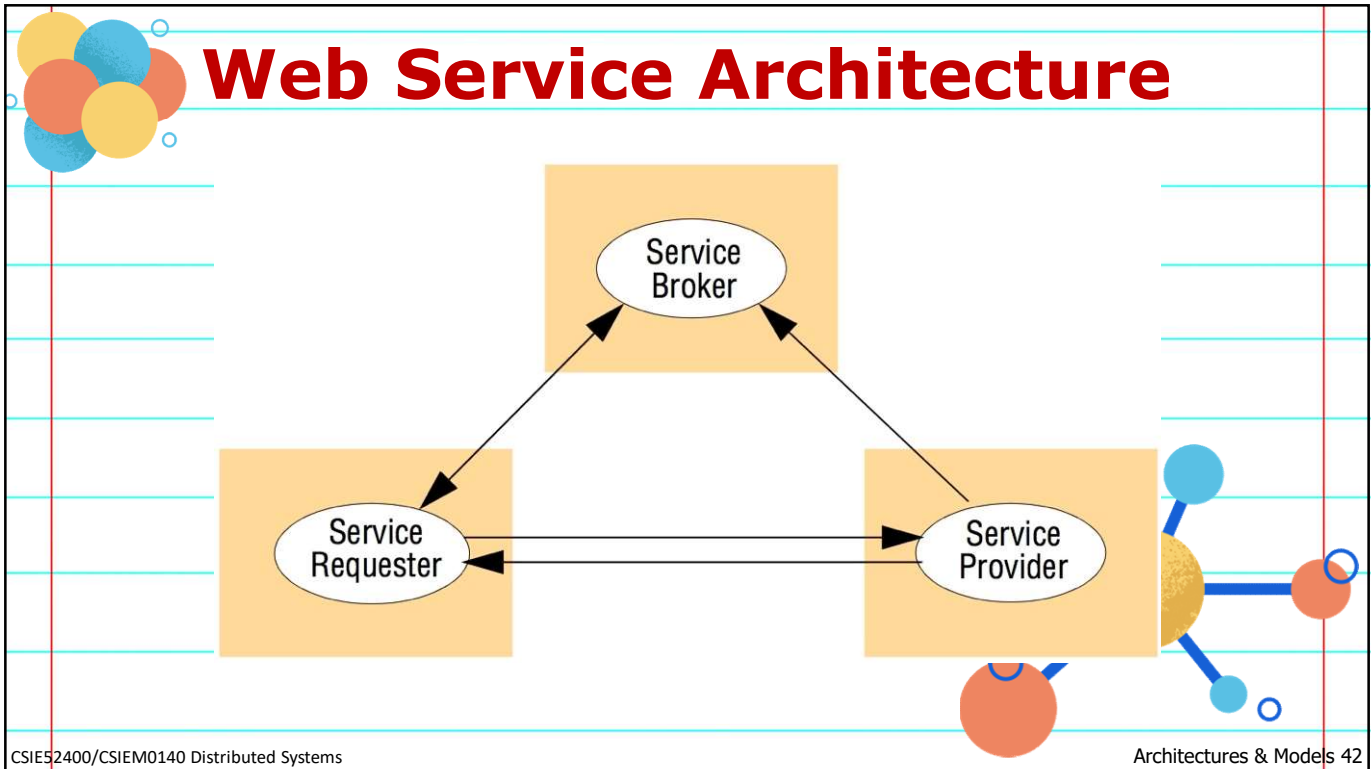 Web Service Architecture
Service
Broker
Service
Requester
Service
Provider
CSIE52400/CSIEM0140 Distributed Systems
Architectures & Models 42